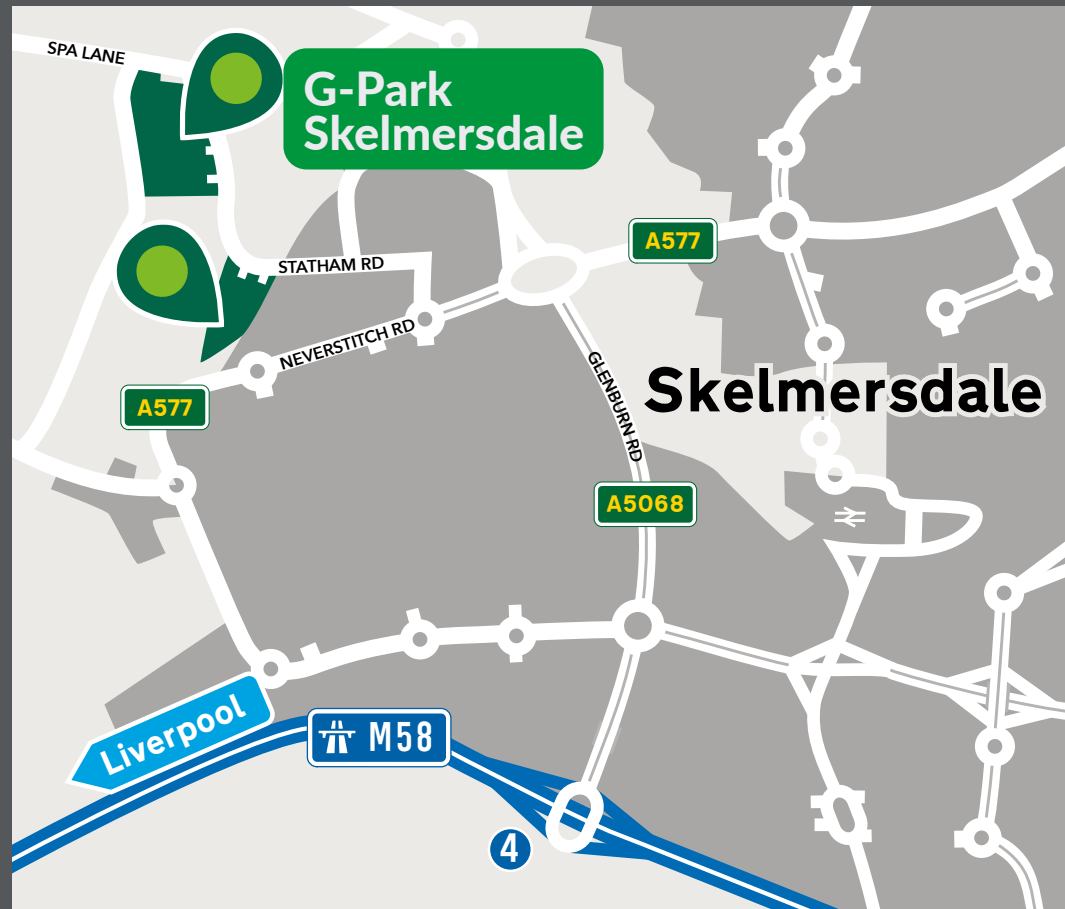 SPA LANE
G-Park
Skelmersdale
A577
STATHAM RD
NEVERSTITCH RD
GLENBURN RD
Skelmersdale
A577
A5068
Liverpool
M58
4